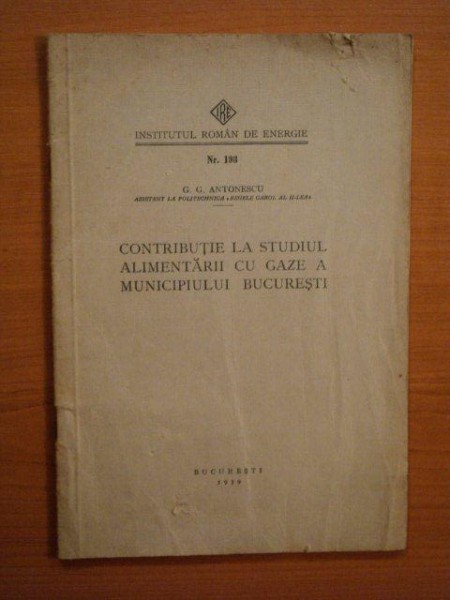 IRE
INSTITUTUL ROMÂN DE ENERGIE
Nr. 198
G. G. ANTONESCU
ASISTENT LA POLITEHNICA «REGELE CAROL AL II-LEA»
CONTRIBUȚIE LA STUDIUL
ALIMENTĂRII CU GAZE A
MUNICIPIULUI BUCUREȘTI
BUCUREȘTI
1939